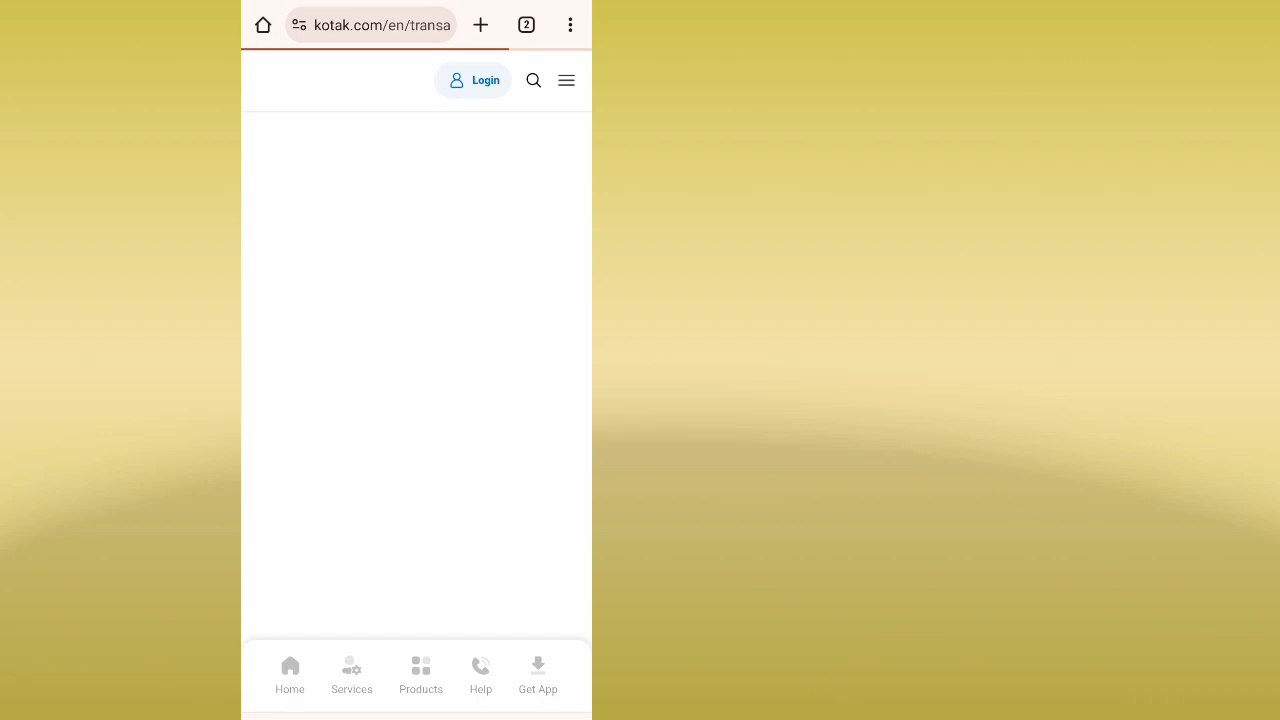 kotak.com/en/transa
2
Login
Home
Services
Products
Help
Get App